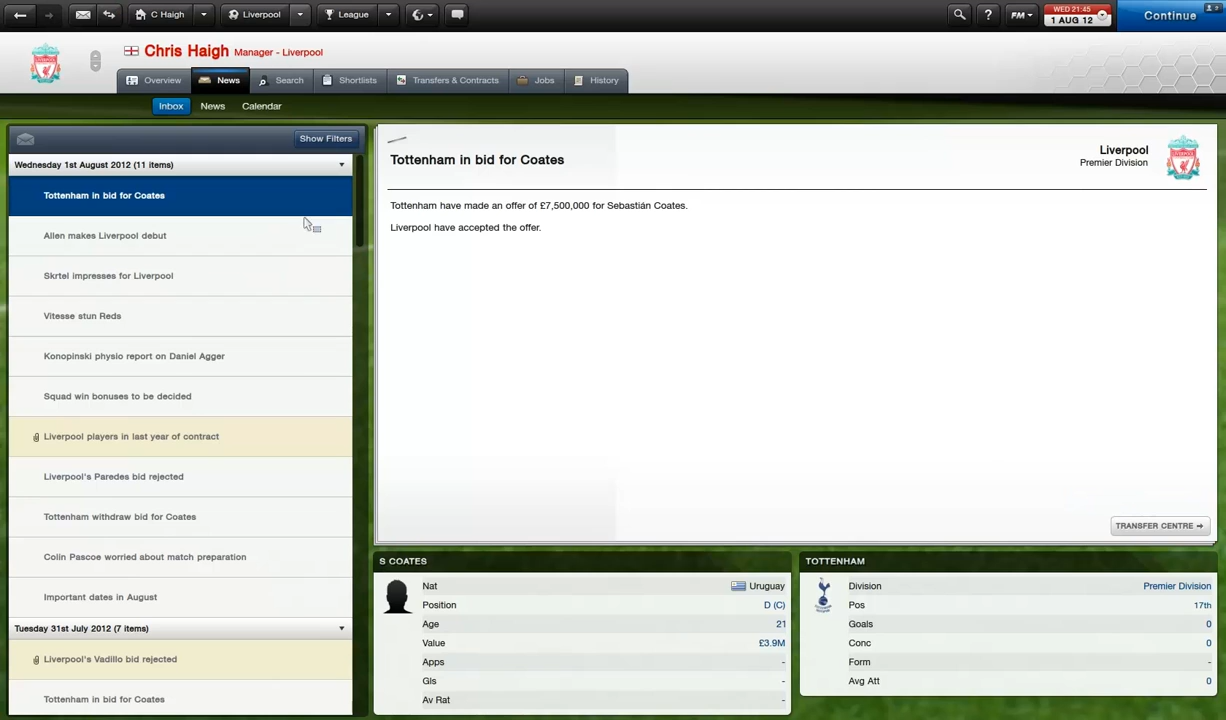 C Haigh
Liverpool
League
FM
WED 21:45
1 AUG 12
Continue
Chris Haigh Manager - Liverpool
Overview
News
Search
Shortlists
Transfers & Contracts
Jobs
History
Inbox
News
Calendar
Show Filters
Wednesday 1st August 2012 (11 items)
Tottenham in bid for Coates
Allen makes Liverpool debut
Skrtel impresses for Liverpool
Vitesse stun Reds
Konopinski physio report on Daniel Agger
Squad win bonuses to be decided
Liverpool players in last year of contract
Liverpool's Paredes bid rejected
Tottenham withdraw bid for Coates
Colin Pascoe worried about match preparation
Important dates in August
Tuesday 31st July 2012 (7 items)
Liverpool's Vadillo bid rejected
Tottenham in bid for Coates
Tottenham in bid for Coates
Liverpool
Premier Division
Tottenham have made an offer of £7,500,000 for Sebastián Coates.
Liverpool have accepted the offer.
TRANSFER CENTRE
S COATES
Nat Uruguay
Position D (C)
Age 21
Value £3.9M
Apps -
Gls -
Av Rat -
TOTTENHAM
Division Premier Division
Pos 17th
Goals 0
Conc 0
Form -
Avg Att 0